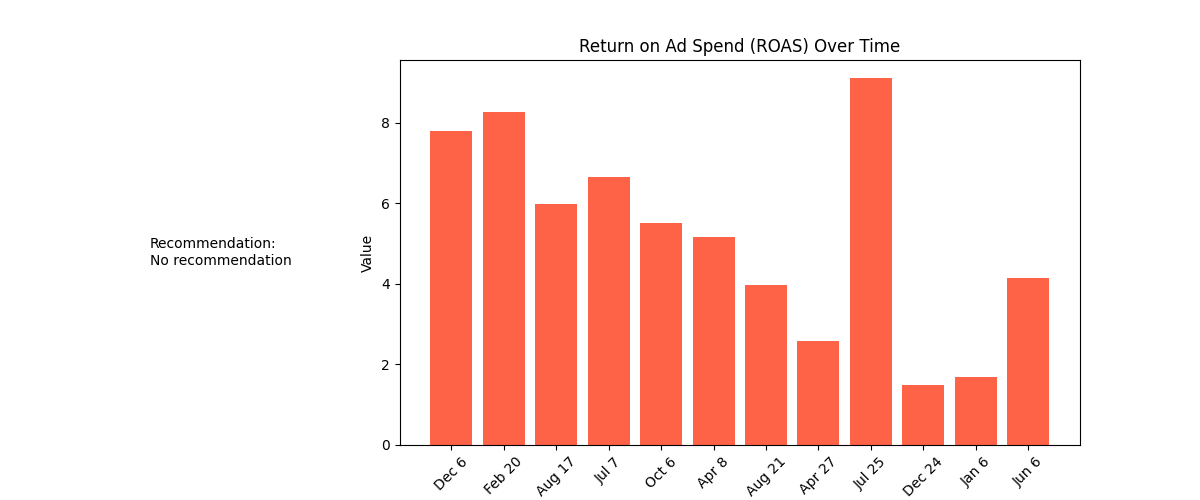 Return on Ad Spend (ROAS) Over Time
Recommendation:
No recommendation
Value
8
6
4
2
0
Dec 6
Feb 20
Aug 17
Jul 7
Oct 6
Apr 8
Aug 21
Apr 27
Jul 25
Dec 24
Jan 6
Jun 6